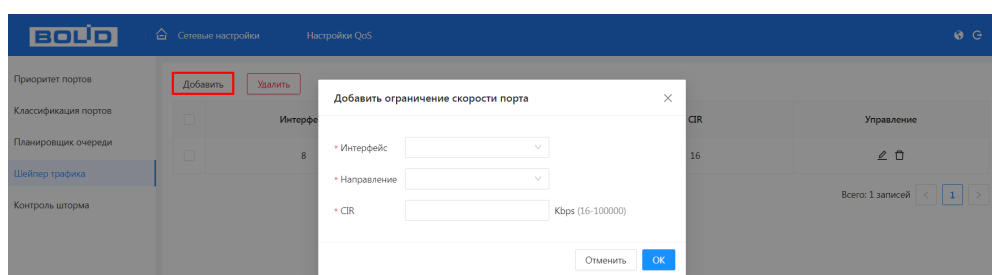 BOLID Сетевые настройки Настройки QoS
Приоритет портов
Классификация портов
Планировщик очереди
Шейпер трафика
Контроль шторма
Добавить Удалить
Интерфе CIR Управление
8 16
Всего: 1 записей < 1 >
Добавить ограничение скорости порта
* Интерфейс
* Направление
* CIR Kbps (16-100000)
Отменить OK